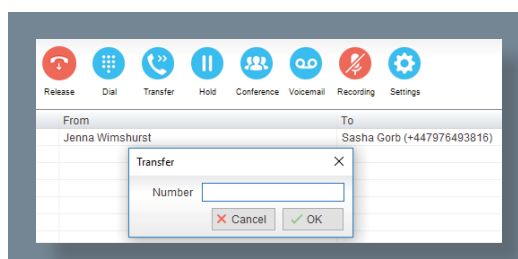 Release Dial Transfer Hold Conference Voicemail Recording Settings
From To
Jenna Wimshurst Sasha Gorb (+447976493816)
Transfer
Number
Cancel OK